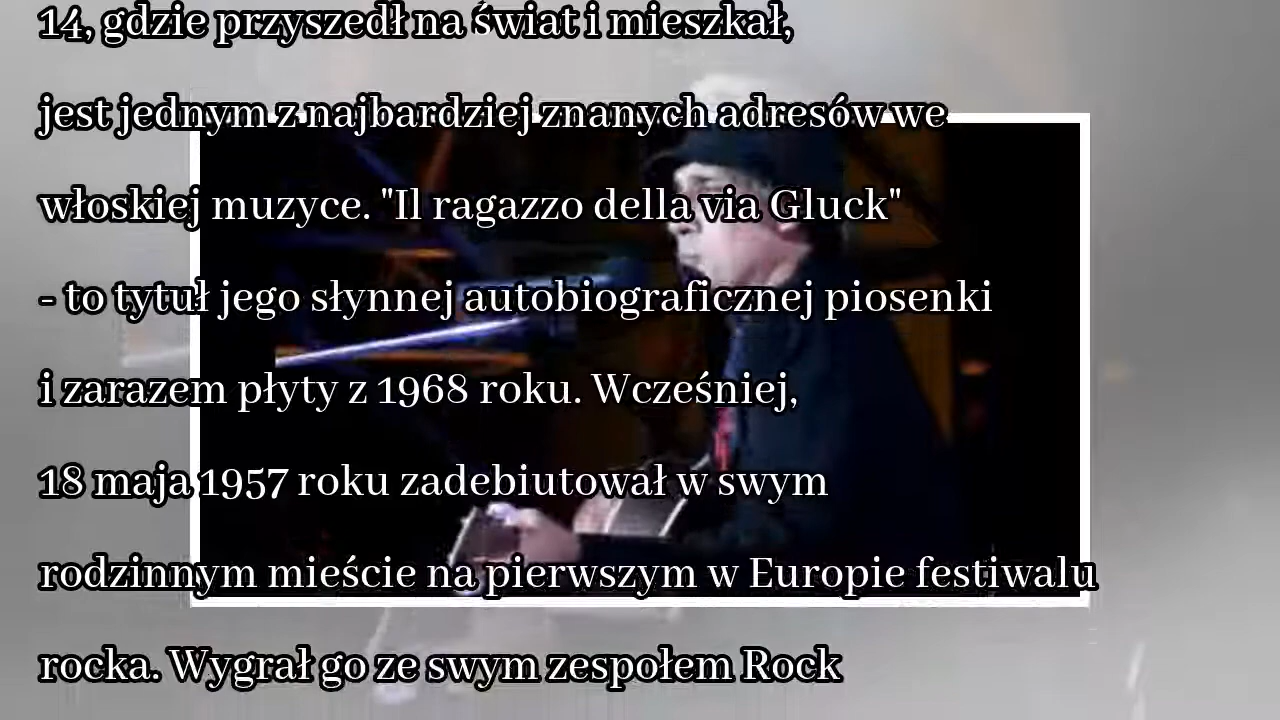 14, gdzie przyszedł na świat i mieszkał,
jest jednym z najbardziej znanych adresów we
włoskiej muzyce. "Il ragazzo della via Gluck"
- to tytuł jego słynnej autobiograficznej piosenki
i zarazem płyty z 1968 roku. Wcześniej,
18 maja 1957 roku zadebiutował w swym
rodzinnym mieście na pierwszym w Europie festiwalu
rocka. Wygrał go ze swym zespołem Rock